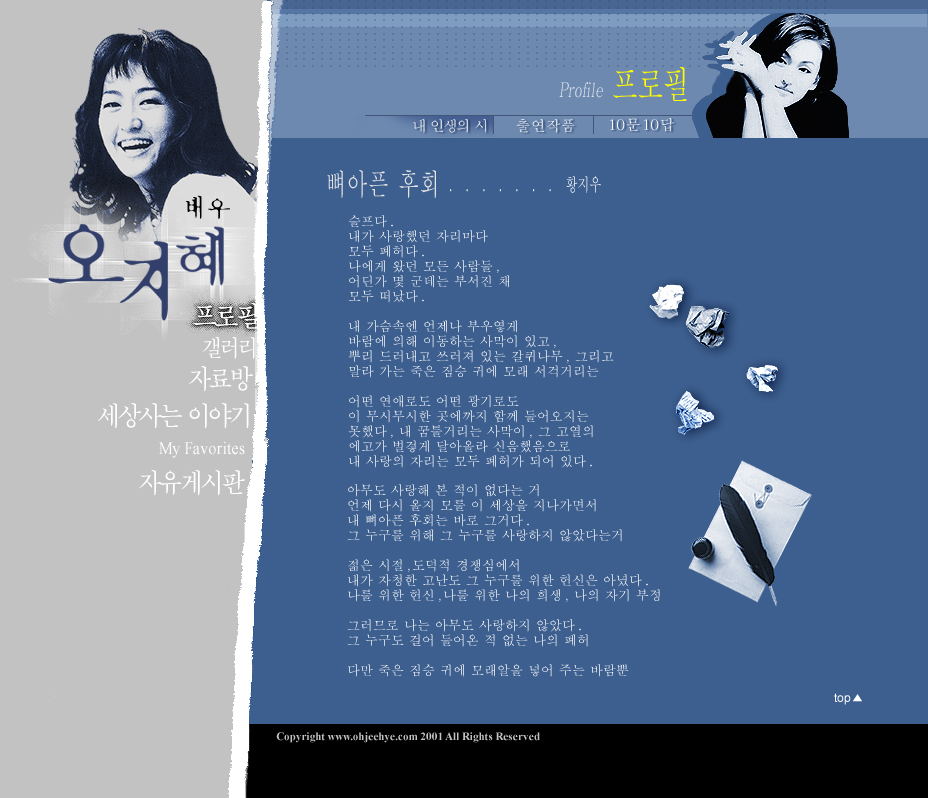 배우
오지혜
프로필
갤러리
자료방
세상사는 이야기
My Favorites
자유게시판
Profile 프로필
내 인생의 시
출연작품
10문10답
뼈아픈 후회 . . . . . . . 황지우
슬프다.
내가 사랑했던 자리마다
모두 폐허다.
나에게 왔던 모든 사람들,
어딘가 몇 군데는 부서진 채
모두 떠났다.
내 가슴속엔 언제나 부우옇게
바람에 의해 이동하는 사막이 있고,
뿌리 드러내고 쓰러져 있는 갈퀴나무, 그리고
말라 가는 죽은 짐승 귀에 모래 서걱거리는
어떤 연애로도 어떤 광기로도
이 무시무시한 곳에까지 함께 들어오지는
못했다, 내 꿈틀거리는 사막이, 그 고열의
에고가 벌겋게 달아올라 신음했음으로
내 사랑의 자리는 모두 폐허가 되어 있다.
아무도 사랑해 본 적이 없다는 거
언제 다시 올지 모를 이 세상을 지나가면서
내 뼈아픈 후회는 바로 그거다.
그 누구를 위해 그 누구를 사랑하지 않았다는거
젊은 시절,도덕적 경쟁심에서
내가 자청한 고난도 그 누구를 위한 헌신은 아녔다.
나를 위한 헌신,나를 위한 나의 희생, 나의 자기 부정
그러므로 나는 아무도 사랑하지 않았다.
그 누구도 걸어 들어온 적 없는 나의 폐허
다만 죽은 짐승 귀에 모래알을 넣어 주는 바람뿐
top▲
Copyright www.ohjeehye.com 2001 All Rights Reserved